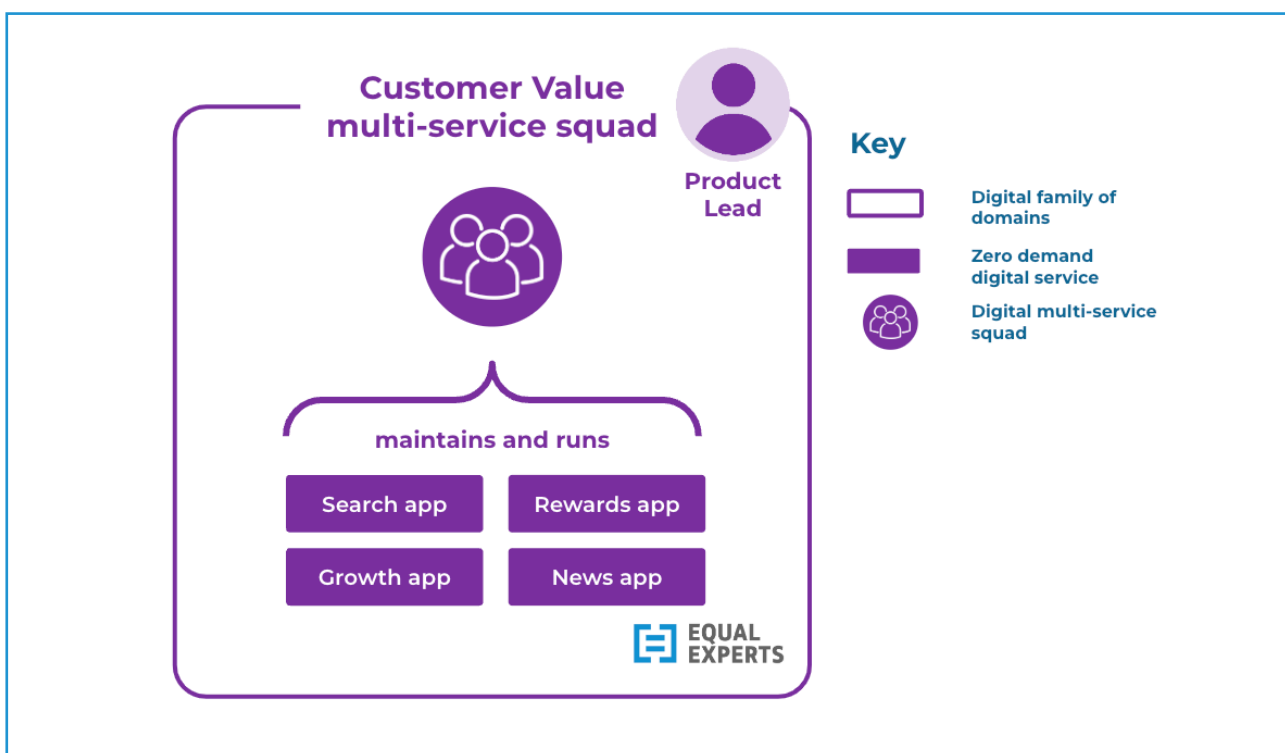 Customer Value
multi-service squad
Product
Lead
maintains and runs
Search app
Rewards app
Growth app
News app
EQUAL
EXPERTS
Key
Digital family of
domains
Zero demand
digital service
Digital multi-service
squad